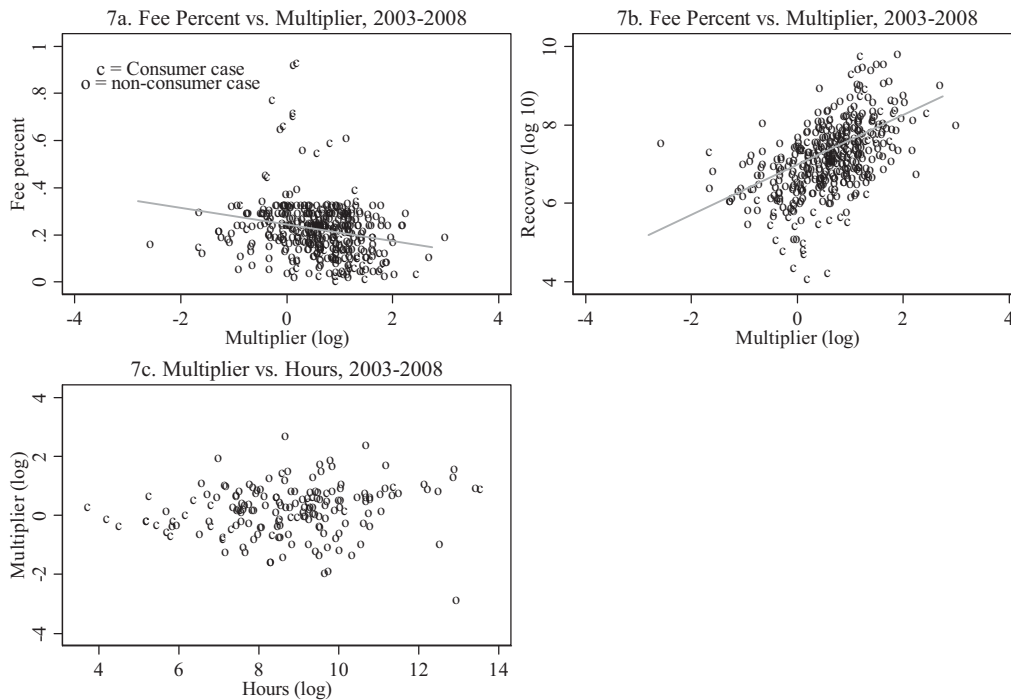 7a. Fee Percent vs. Multiplier, 2003-2008
c = Consumer case
o = non-consumer case
Fee percent
1
.8
.6
.4
.2
0
-4 -2 0 2 4
Multiplier (log)
7b. Fee Percent vs. Multiplier, 2003-2008
Recovery (log 10)
10
8
6
4
-4 -2 0 2 4
Multiplier (log)
7c. Multiplier vs. Hours, 2003-2008
Multiplier (log)
4
2
0
-2
-4
4 6 8 10 12 14
Hours (log)